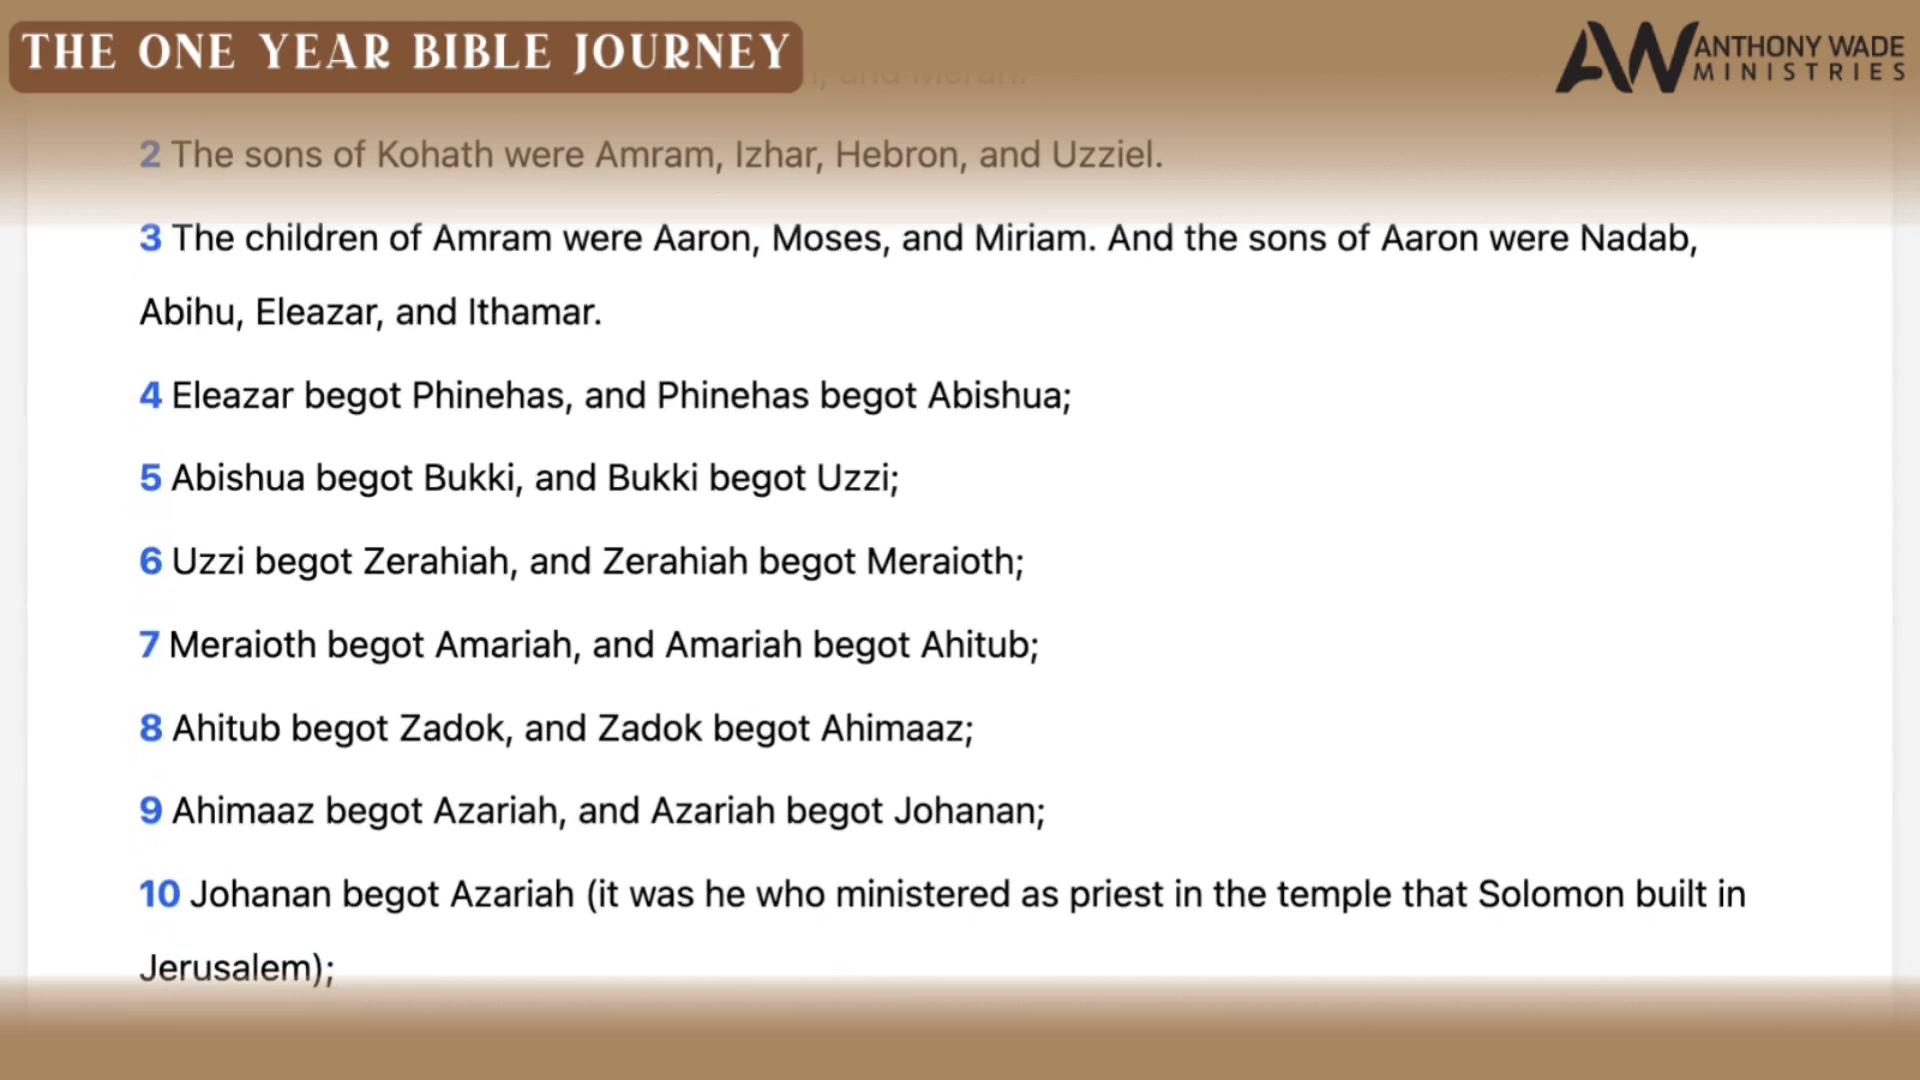 THE ONE YEAR BIBLE JOURNEY
ANTHONY WADE
MINISTRIES
2 The sons of Kohath were Amram, Izhar, Hebron, and Uzziel.
3 The children of Amram were Aaron, Moses, and Miriam. And the sons of Aaron were Nadab,
Abihu, Eleazar, and Ithamar.
4 Eleazar begot Phinehas, and Phinehas begot Abishua;
5 Abishua begot Bukki, and Bukki begot Uzzi;
6 Uzzi begot Zerahiah, and Zerahiah begot Meraioth;
7 Meraioth begot Amariah, and Amariah begot Ahitub;
8 Ahitub begot Zadok, and Zadok begot Ahimaaz;
9 Ahimaaz begot Azariah, and Azariah begot Johanan;
10 Johanan begot Azariah (it was he who ministered as priest in the temple that Solomon built in
Jerusalem);